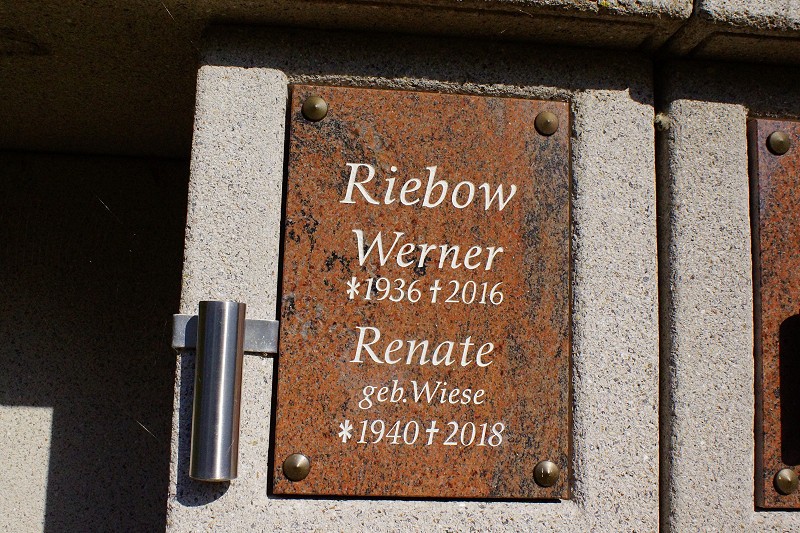 Riebow
Werner
*1936 †2016
Renate
geb. Wiese
*1940 †2018